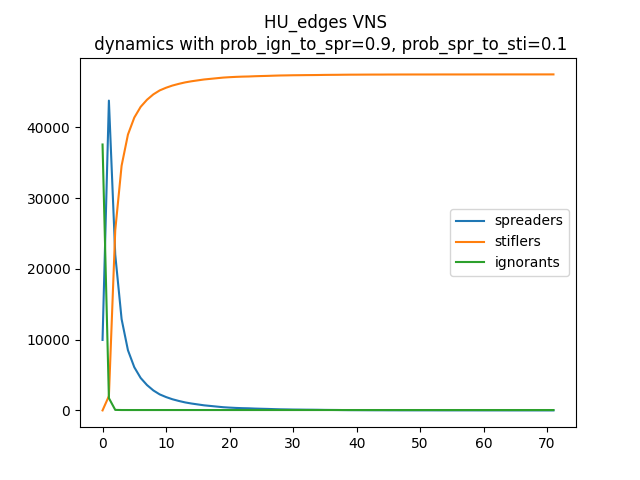 HU_edges VNS
dynamics with prob_ign_to_spr=0.9, prob_spr_to_sti=0.1
40000
30000
20000
10000
0
spreaders
stiflers
ignorants
0 10 20 30 40 50 60 70